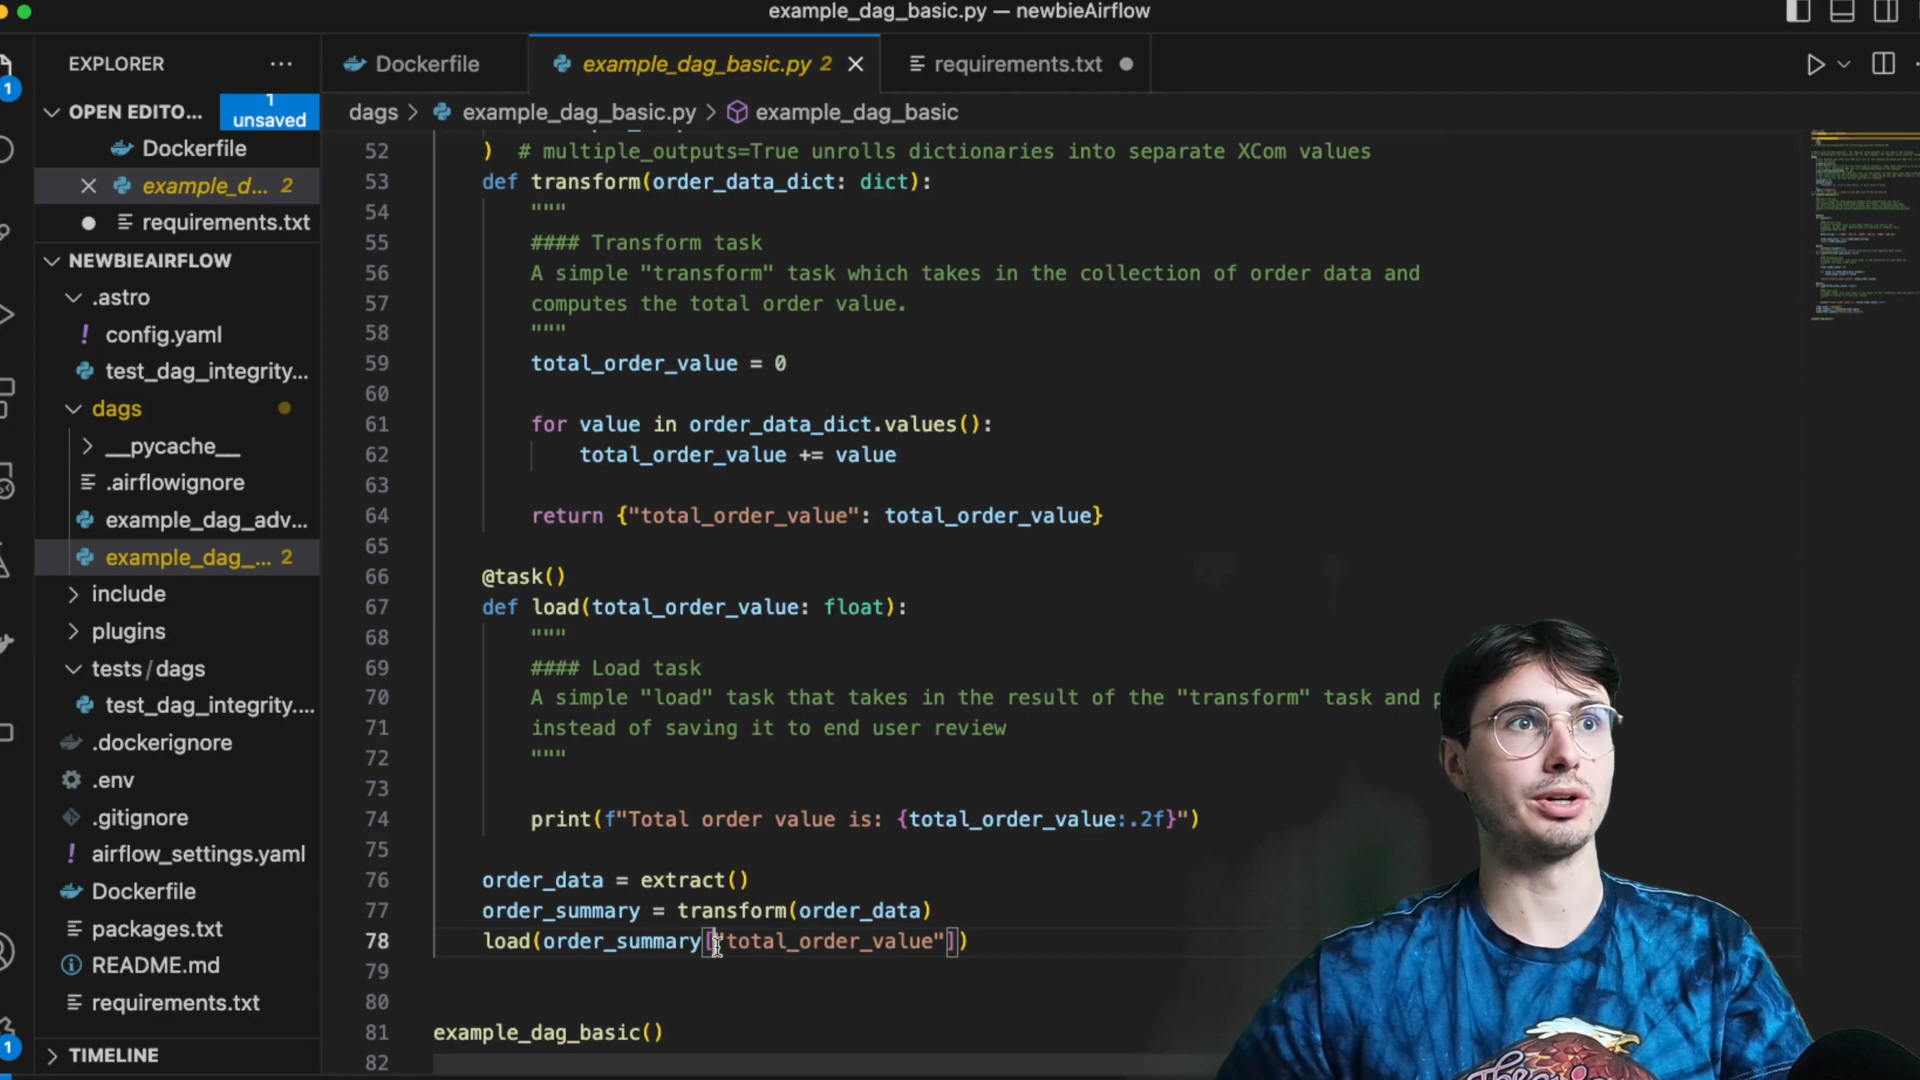 example_dag_basic.py — newbieAirflow
EXPLORER
Dockerfile
example_dag_basic.py 2
requirements.txt
1
OPEN EDITO...
1
unsaved
dags > example_dag_basic.py > example_dag_basic
Dockerfile
example_d... 2
requirements.txt
NEWBIEAIRFLOW
.astro
config.yaml
test_dag_integrity...
dags
__pycache__
.airflowignore
example_dag_adv...
example_dag_... 2
include
plugins
tests/dags
test_dag_integrity....
.dockerignore
.env
.gitignore
airflow_settings.yaml
Dockerfile
packages.txt
README.md
requirements.txt
1
TIMELINE
52 ) # multiple_outputs=True unrolls dictionaries into separate XCom values
53 def transform(order_data_dict: dict):
54 """
55 #### Transform task
56 A simple "transform" task which takes in the collection of order data and
57 computes the total order value.
58 """
59 total_order_value = 0
60
61 for value in order_data_dict.values():
62 total_order_value += value
63
64 return {"total_order_value": total_order_value}
65
66 @task()
67 def load(total_order_value: float):
68 """
69 #### Load task
70 A simple "load" task that takes in the result of the "transform" task and p
71 instead of saving it to end user review
72 """
73
74 print(f"Total order value is: {total_order_value:.2f}")
75
76 order_data = extract()
77 order_summary = transform(order_data)
78 load(order_summary["total_order_value"])
79
80
81 example_dag_basic()
82